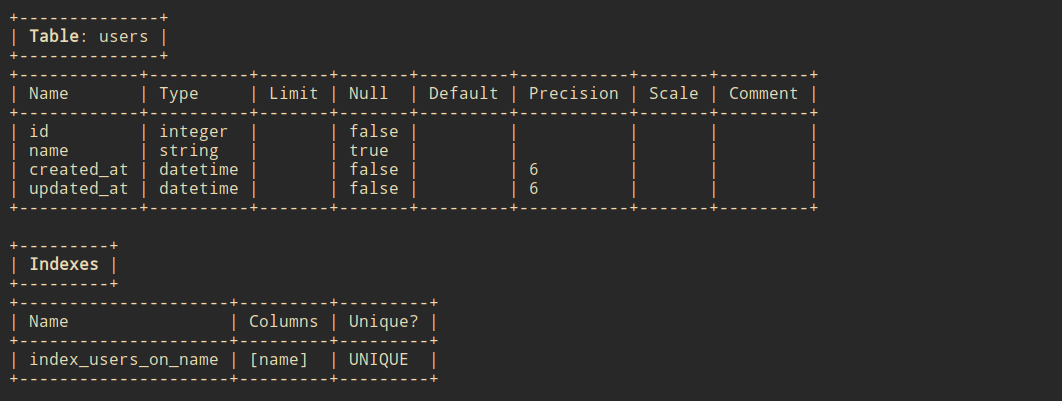 +--------------+
| Table: users |
+--------------+
+------------+----------+-------+-------+---------+-----------+-------+---------+
| Name       | Type     | Limit | Null  | Default | Precision | Scale | Comment |
+------------+----------+-------+-------+---------+-----------+-------+---------+
| id         | integer  |       | false |         |           |       |         |
| name       | string   |       | true  |         |           |       |         |
| created_at | datetime |       | false |         | 6         |       |         |
| updated_at | datetime |       | false |         | 6         |       |         |
+------------+----------+-------+-------+---------+-----------+-------+---------+
+---------+
| Indexes |
+---------+
+---------------------+---------+---------+
| Name                | Columns | Unique? |
+---------------------+---------+---------+
| index_users_on_name | [name]  | UNIQUE  |
+---------------------+---------+---------+